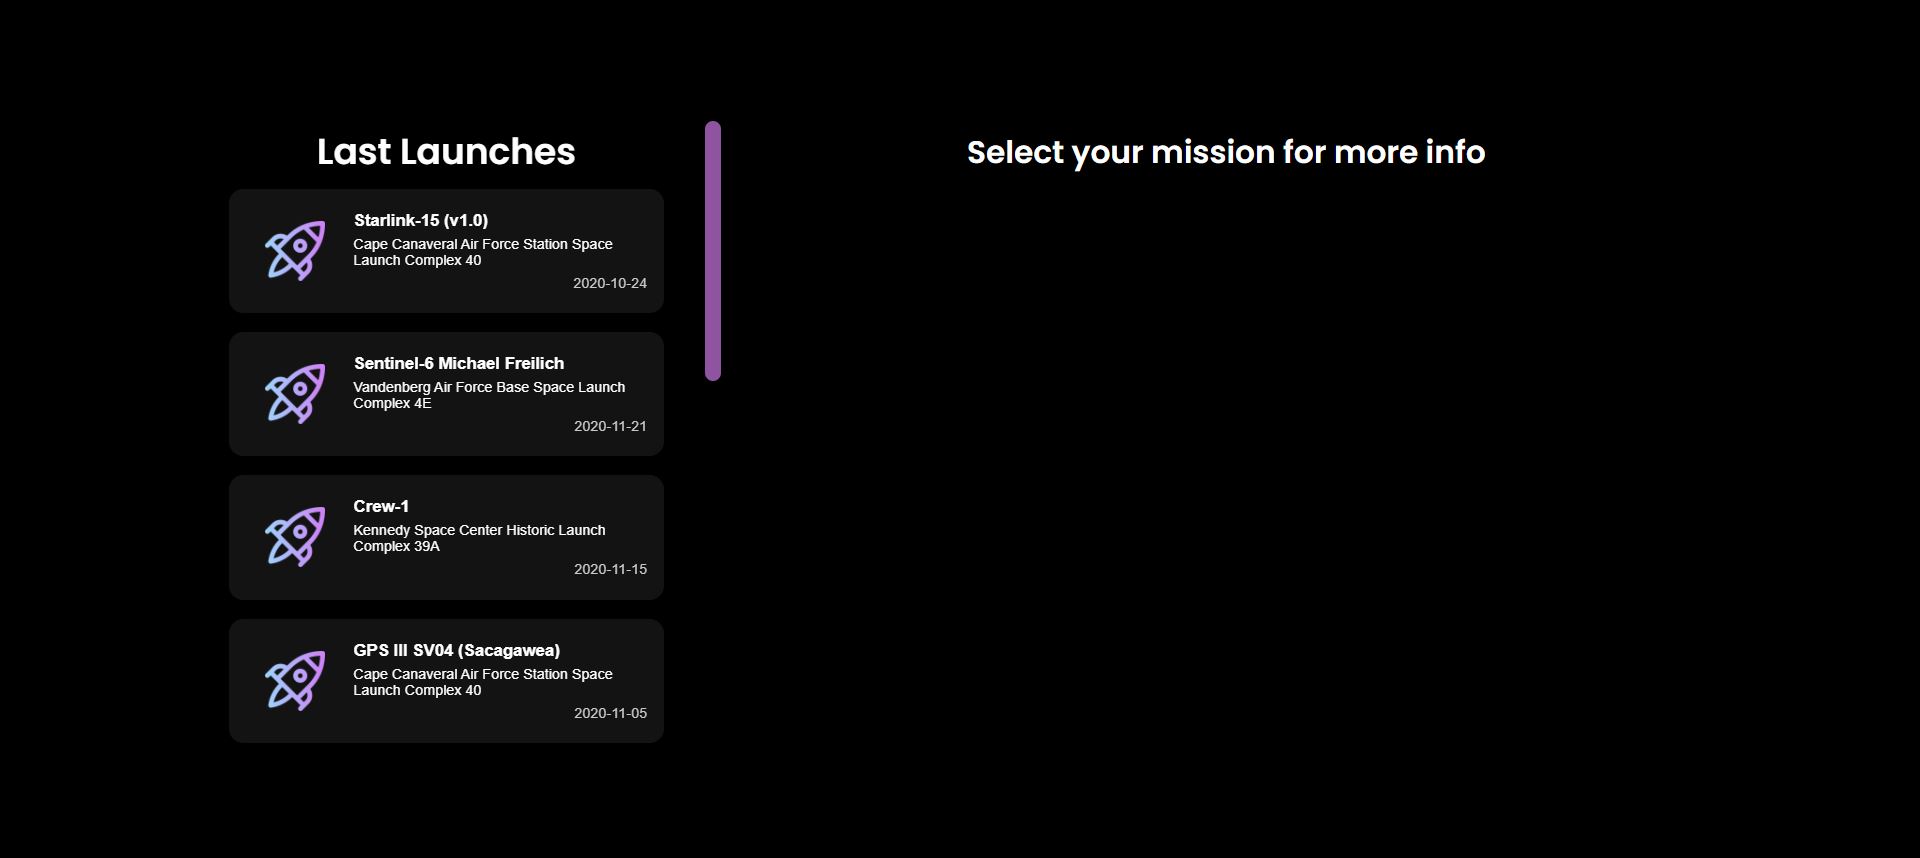 Last Launches
Select your mission for more info
Starlink-15 (v1.0)
Cape Canaveral Air Force Station Space
Launch Complex 40
2020-10-24
Sentinel-6 Michael Freilich
Vandenberg Air Force Base Space Launch
Complex 4E
2020-11-21
Crew-1
Kennedy Space Center Historic Launch
Complex 39A
2020-11-15
GPS III SV04 (Sacagawea)
Cape Canaveral Air Force Station Space
Launch Complex 40
2020-11-05